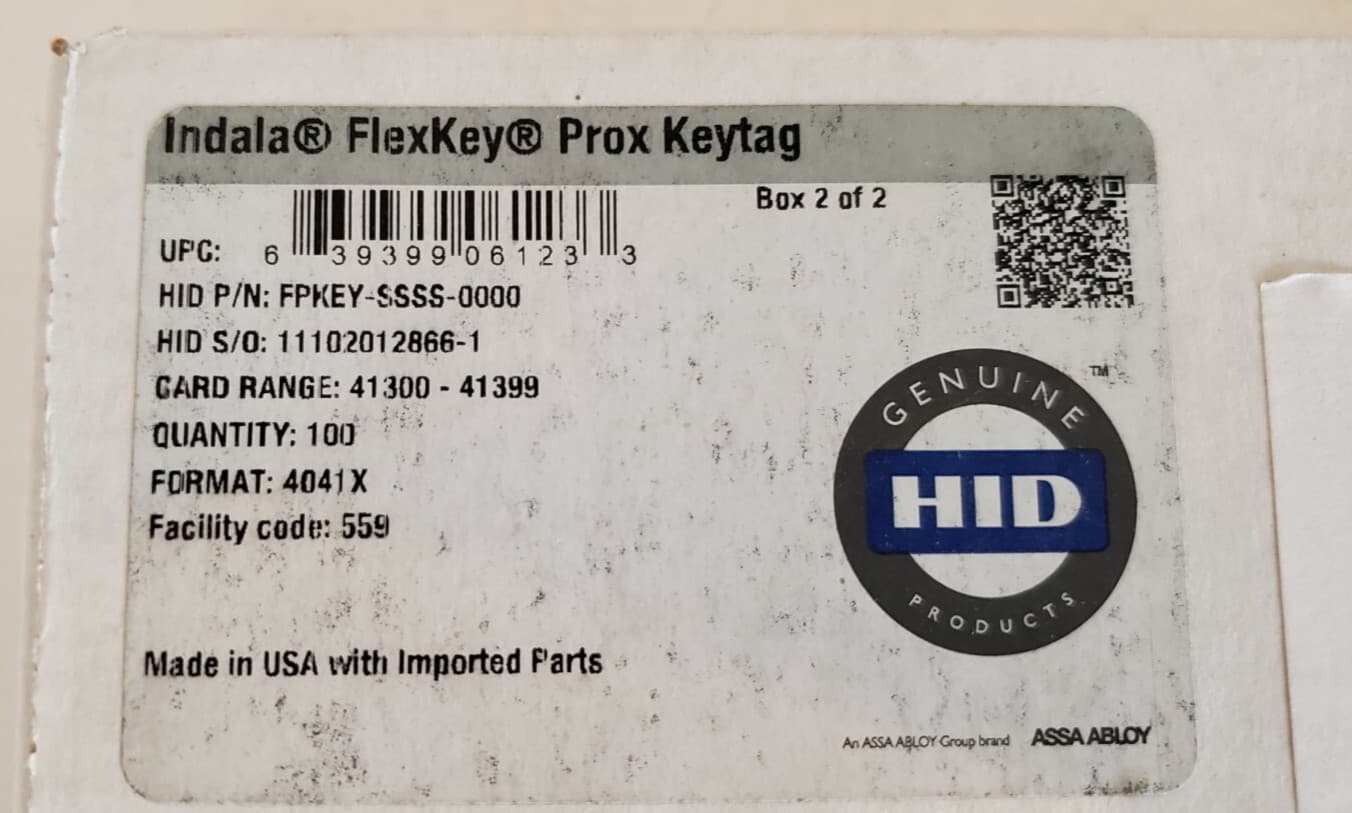 Indala® FlexKey® Prox Keytag
Box 2 of 2
UPC: 6 39399 06123 3
HID P/N: FPKEY-SSSS-0000
HID S/O: 11102012866-1
CARD RANGE: 41300 - 41399
QUANTITY: 100
FORMAT: 4041X
Facility code: 559
Made in USA with Imported Parts
GENUINE ™
HID
PRODUCTS
An ASSA ABLOY Group brand ASSA ABLOY